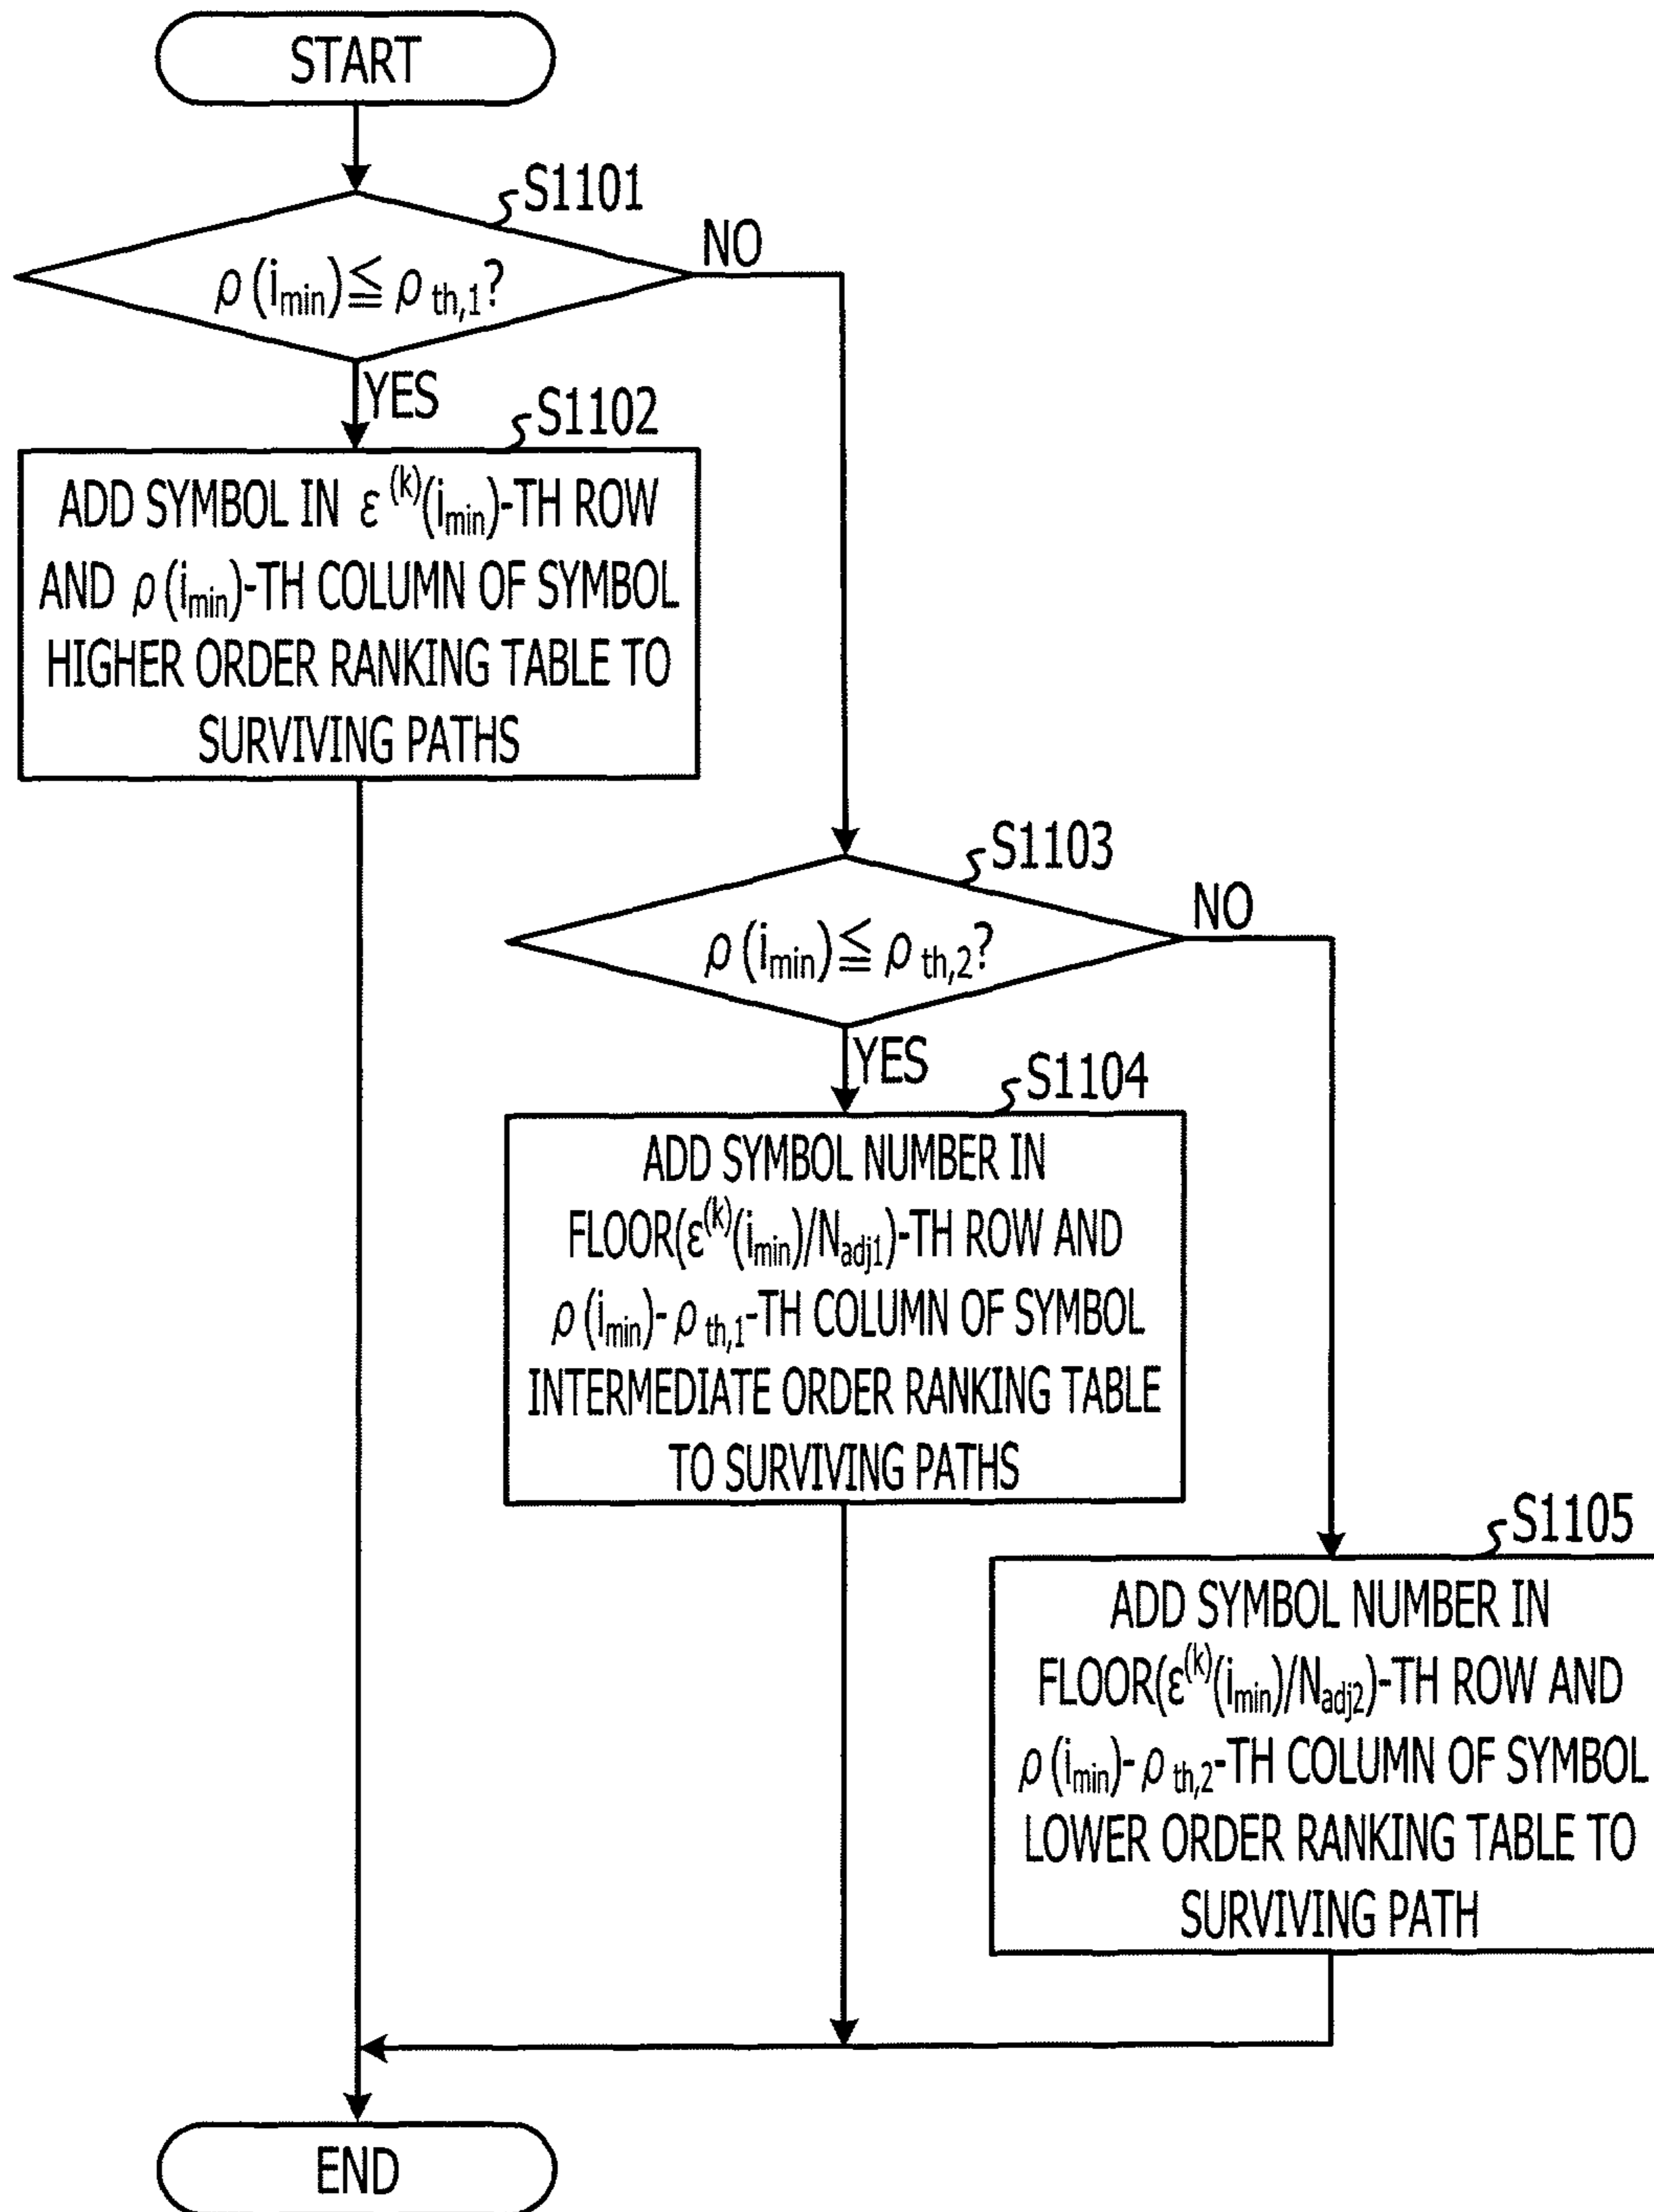 START
S1101
ρ(i_min)≦ρ_th,1?
NO
YES
S1102
ADD SYMBOL IN ε^(k)(i_min)-TH ROW
AND ρ(i_min)-TH COLUMN OF SYMBOL
HIGHER ORDER RANKING TABLE TO
SURVIVING PATHS
S1103
ρ(i_min)≦ρ_th,2?
NO
YES
S1104
ADD SYMBOL NUMBER IN
FLOOR(ε^(k)(i_min)/N_adj1)-TH ROW AND
ρ(i_min)-ρ_th,1-TH COLUMN OF SYMBOL
INTERMEDIATE ORDER RANKING TABLE
TO SURVIVING PATHS
S1105
ADD SYMBOL NUMBER IN
FLOOR(ε^(k)(i_min)/N_adj2)-TH ROW AND
ρ(i_min)-ρ_th,2-TH COLUMN OF SYMBOL
LOWER ORDER RANKING TABLE TO
SURVIVING PATH
END